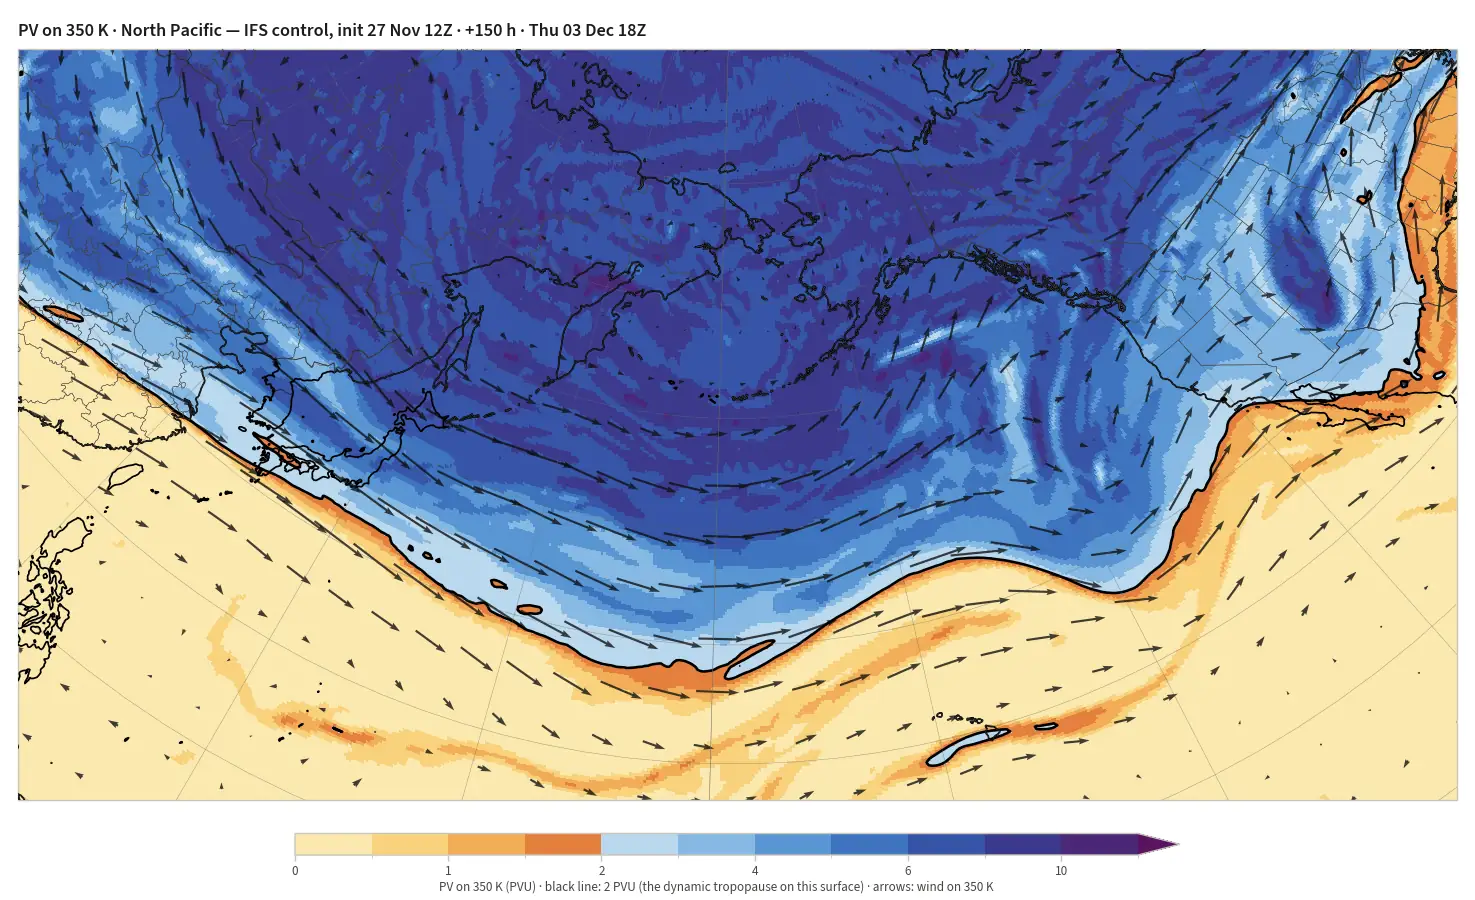 PV on 350 K · North Pacific — IFS control, init 27 Nov 12Z · +150 h · Thu 03 Dec 18Z
0 1 2 4 6 8 10
PV on 350 K (PVU) · black line: 2 PVU (the dynamic tropopause on this surface) · arrows: wind on 350 K